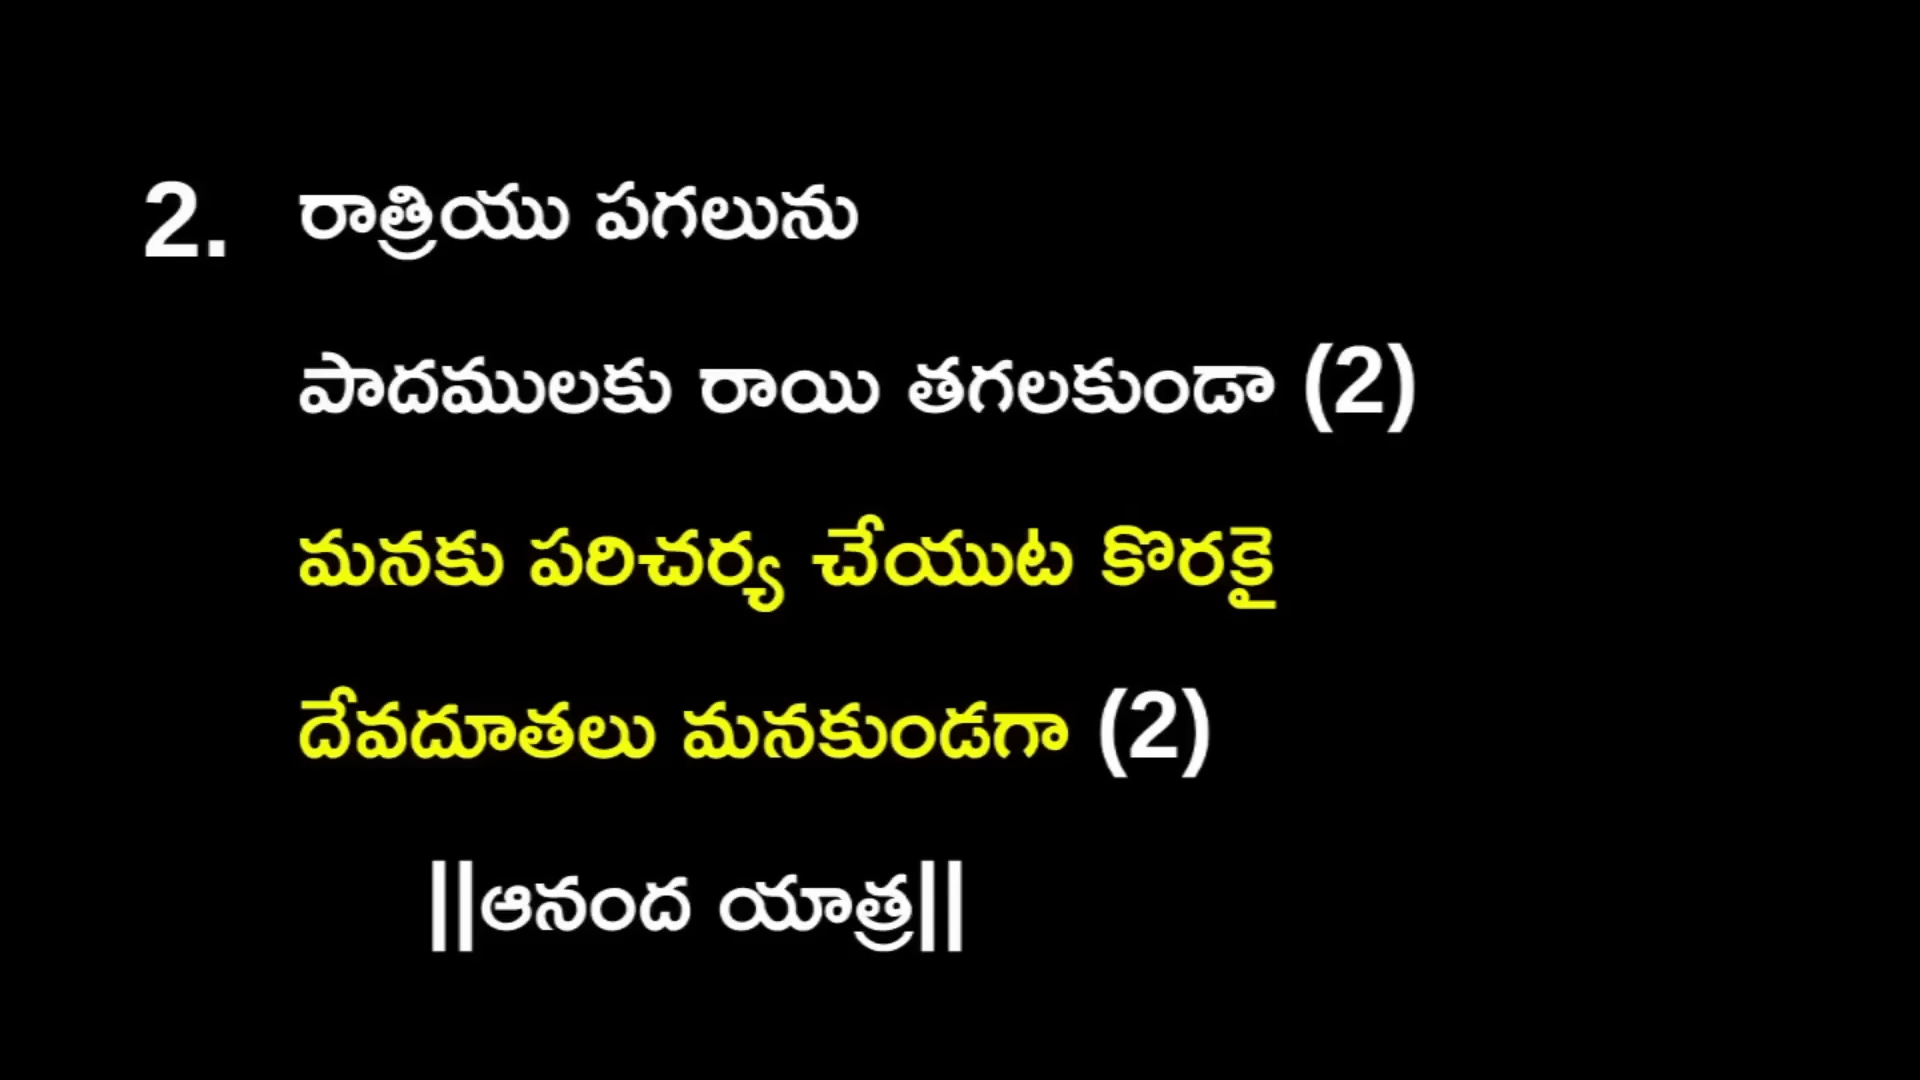 2. రాత్రియు పగలును
పాదములకు రాయి తగలకుండా (2)
మనకు పరిచర్య చేయుట కొరకై
దేవదూతలు మనకుండగా (2)
||ఆనంద యాత్ర||